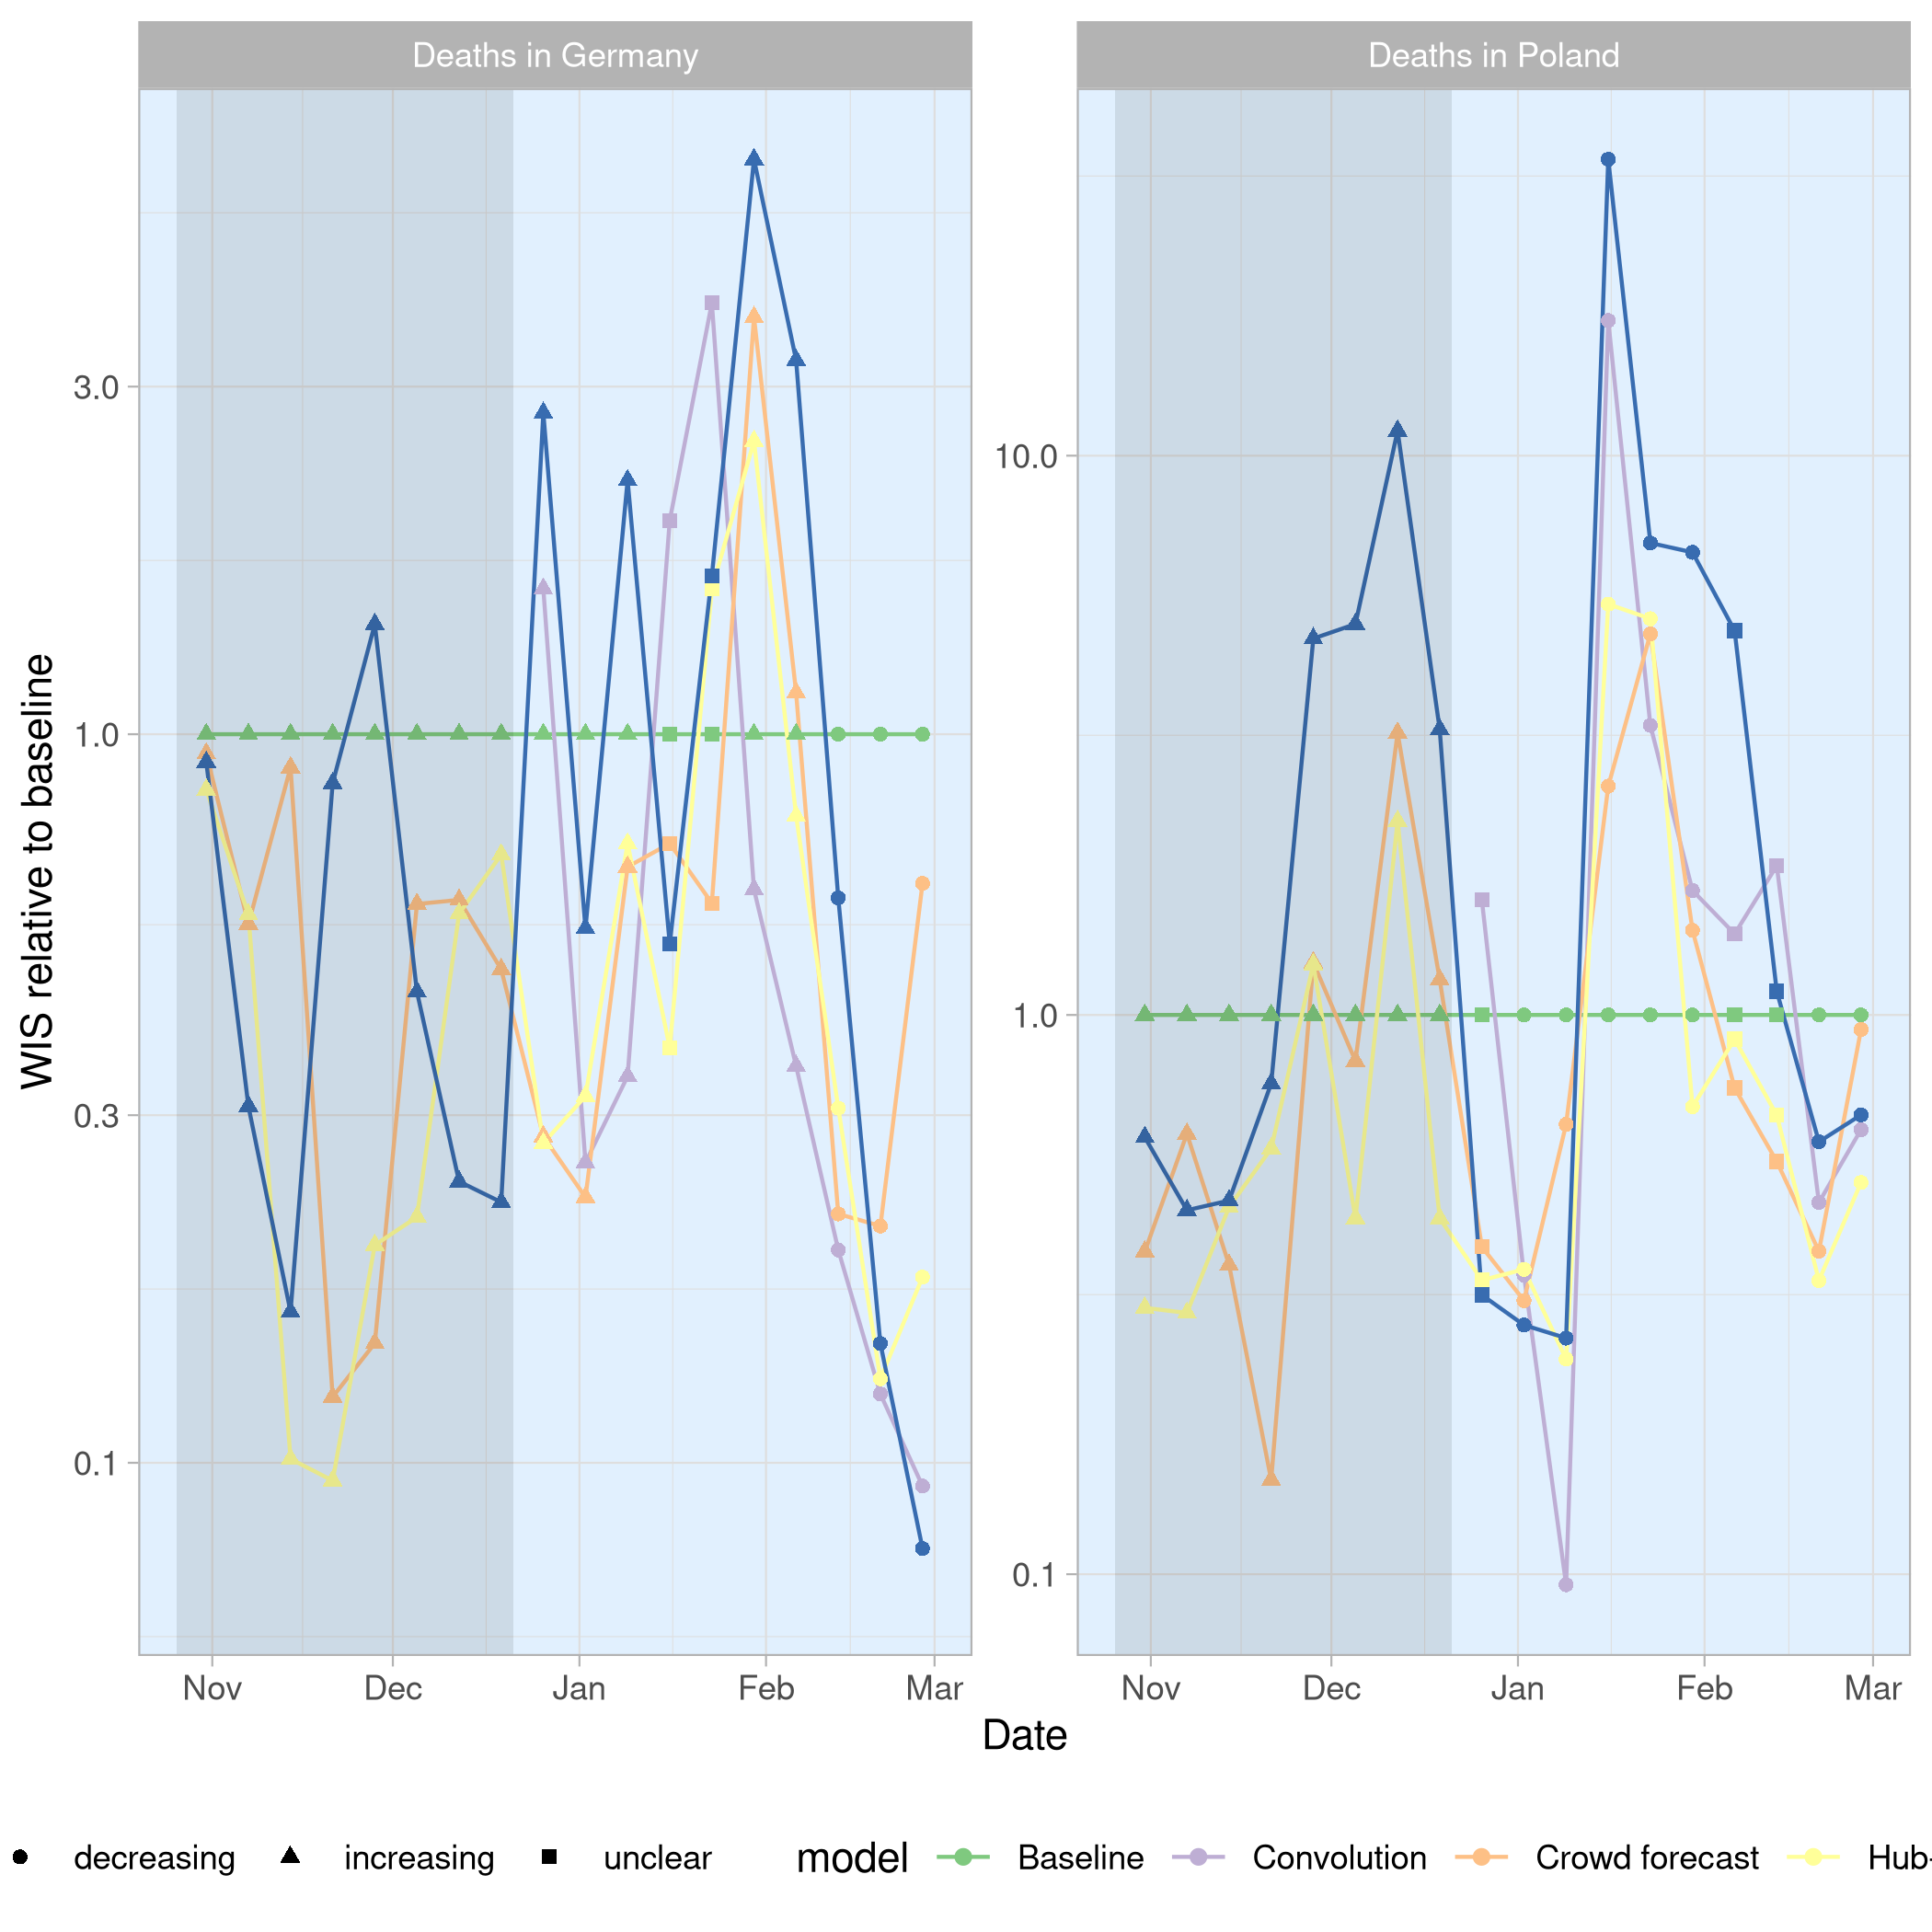 Deaths in Germany
Deaths in Poland
WIS relative to baseline
3.0
1.0
0.3
0.1
10.0
1.0
0.1
Nov Dec Jan Feb Mar
Nov Dec Jan Feb Mar
Date
decreasing increasing unclear model Baseline Convolution Crowd forecast Hub-